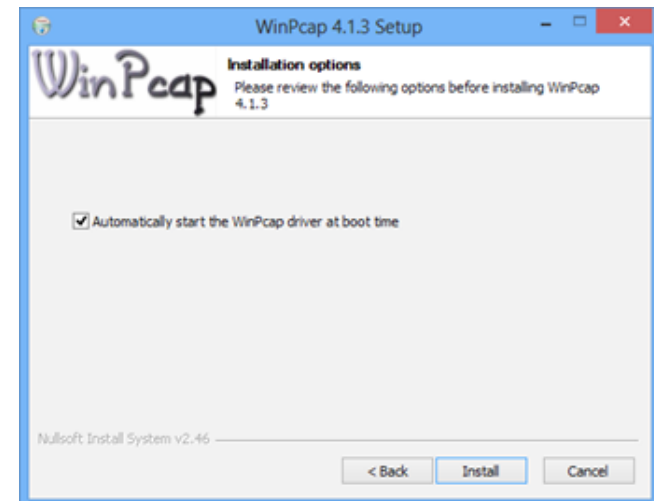 WinPcap 4.1.3 Setup
WinPcap
Installation options
Please review the following options before installing WinPcap
4.1.3
Automatically start the WinPcap driver at boot time
Nullsoft Install System v2.46
< Back
Install
Cancel